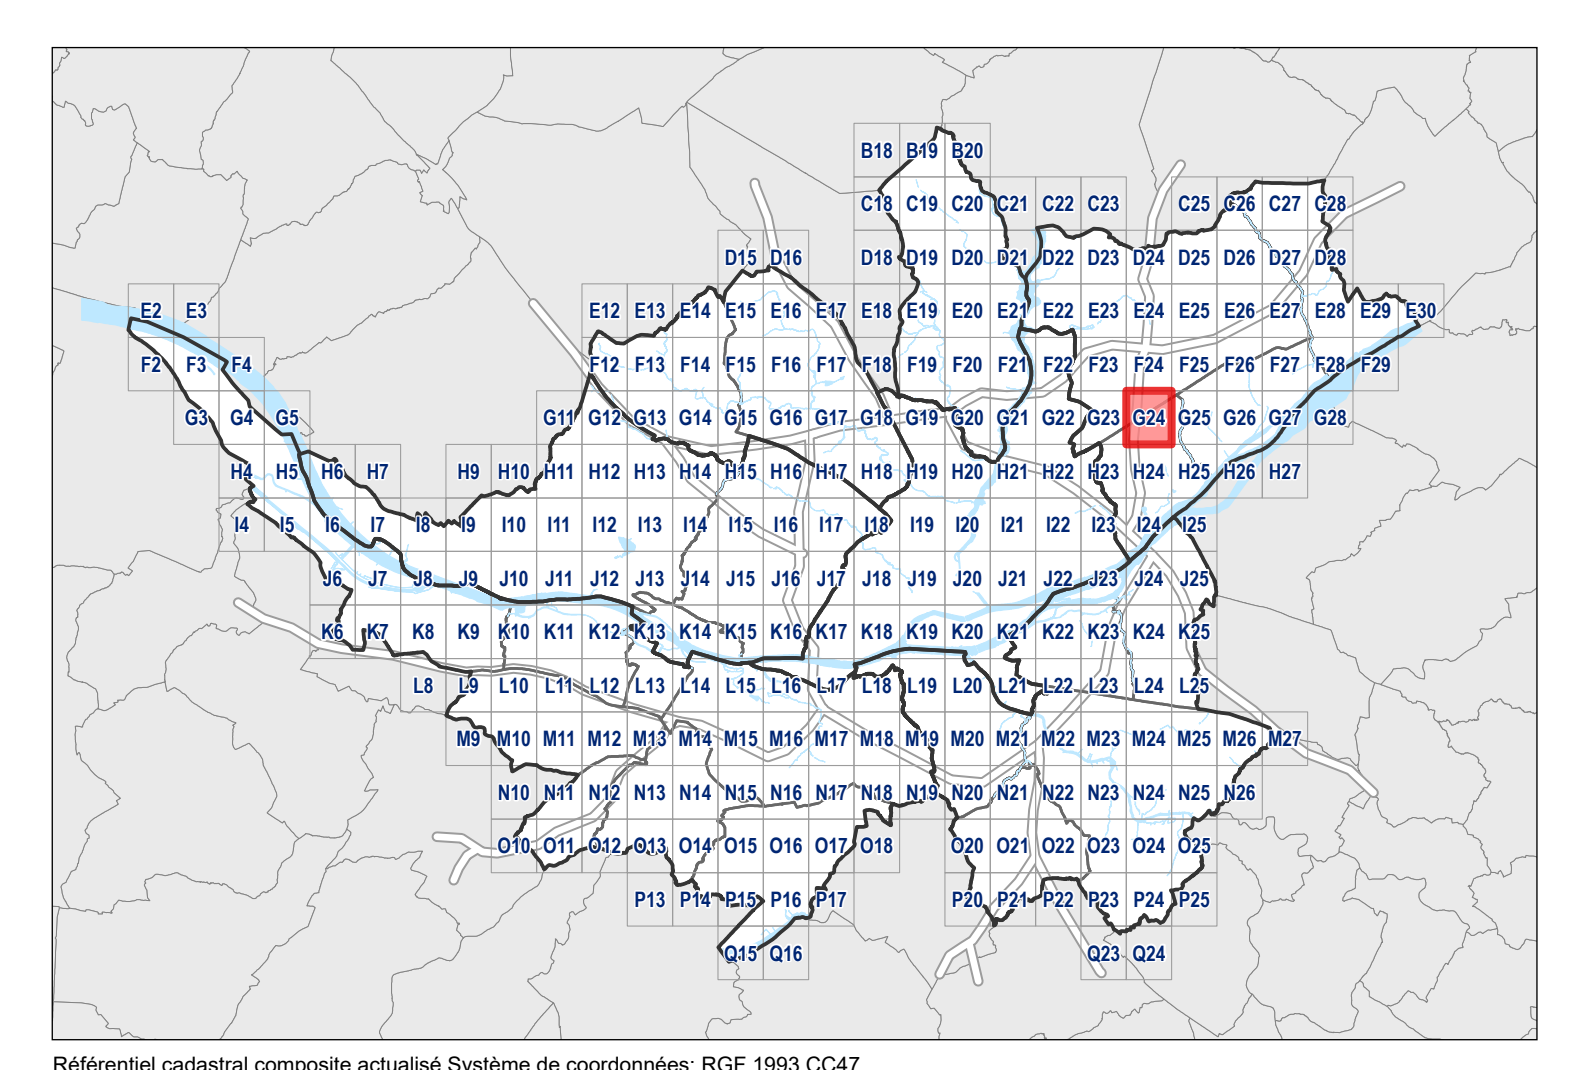 B18 B19 B20
C18 C19 C20 C21 C22 C23 C25 C26 C27 C28
D15 D16 D18 D19 D20 D21 D22 D23 D24 D25 D26 D27 D28
E2 E3 E12 E13 E14 E15 E16 E17 E18 E19 E20 E21 E22 E23 E24 E25 E26 E27 E28 E29 E30
F2 F3 F4 F12 F13 F14 F15 F16 F17 F18 F19 F20 F21 F22 F23 F24 F25 F26 F27 F28 F29
G3 G4 G5 G11 G12 G13 G14 G15 G16 G17 G18 G19 G20 G21 G22 G23 G24 G25 G26 G27 G28
H4 H5 H6 H7 H9 H10 H11 H12 H13 H14 H15 H16 H17 H18 H19 H20 H21 H22 H23 H24 H25 H26 H27
I4 I5 I6 I7 I8 I9 I10 I11 I12 I13 I14 I15 I16 I17 I18 I19 I20 I21 I22 I23 I24 I25
J6 J7 J8 J9 J10 J11 J12 J13 J14 J15 J16 J17 J18 J19 J20 J21 J22 J23 J24 J25
K6 K7 K8 K9 K10 K11 K12 K13 K14 K15 K16 K17 K18 K19 K20 K21 K22 K23 K24 K25
L8 L9 L10 L11 L12 L13 L14 L15 L16 L17 L18 L19 L20 L21 L22 L23 L24 L25
M9 M10 M11 M12 M13 M14 M15 M16 M17 M18 M19 M20 M21 M22 M23 M24 M25 M26 M27
N10 N11 N12 N13 N14 N15 N16 N17 N18 N19 N20 N21 N22 N23 N24 N25 N26
O10 O11 O12 O13 O14 O15 O16 O17 O18 O20 O21 O22 O23 O24 O25
P13 P14 P15 P16 P17 P20 P21 P22 P23 P24 P25
Q15 Q16 Q23 Q24
Référentiel cadastral composite actualisé Système de coordonnées: RGF 1993 CC47